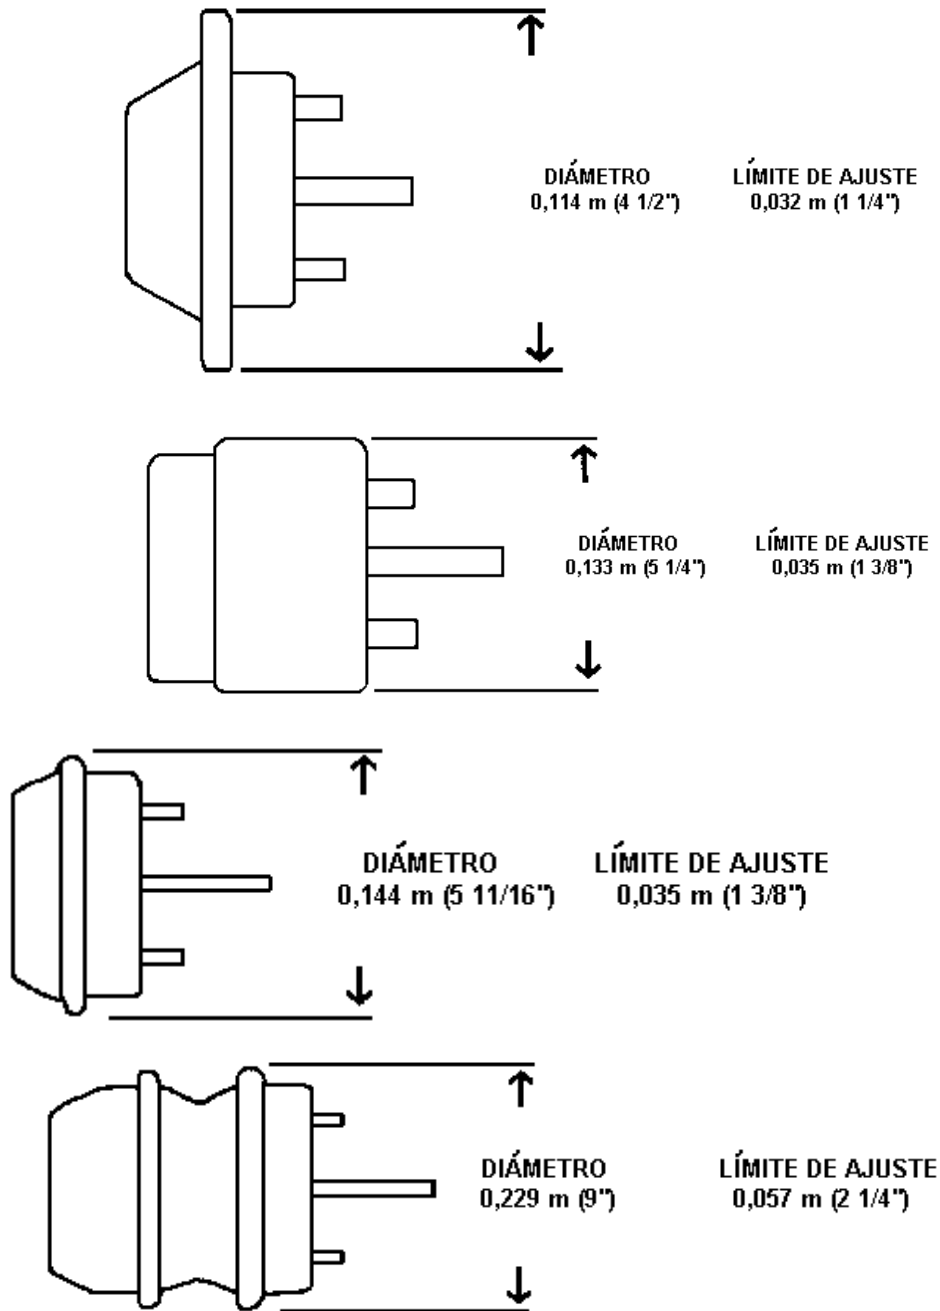 DIÁMETRO LÍMITE DE AJUSTE
0,114 m (4 1/2") 0,032 m (1 1/4")
DIÁMETRO LÍMITE DE AJUSTE
0,133 m (5 1/4") 0,035 m (1 3/8")
DIÁMETRO LÍMITE DE AJUSTE
0,144 m (5 11/16") 0,035 m (1 3/8")
DIÁMETRO LÍMITE DE AJUSTE
0,229 m (9") 0,057 m (2 1/4")